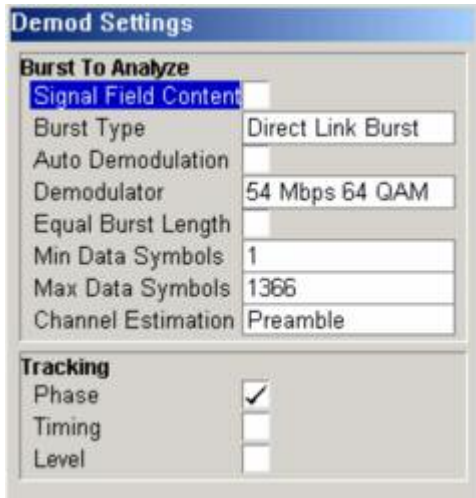 Demod Settings
Burst To Analyze
Signal Field Content
Burst Type Direct Link Burst
Auto Demodulation
Demodulator 54 Mbps 64 QAM
Equal Burst Length
Min Data Symbols 1
Max Data Symbols 1366
Channel Estimation Preamble
Tracking
Phase ✓
Timing
Level